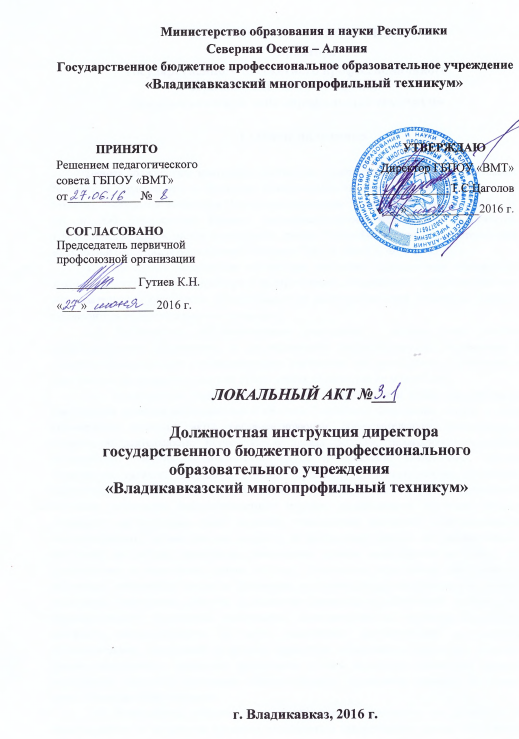 Министерство образования и науки Республики
Северная Осетия – Алания
Государственное бюджетное профессиональное образовательное учреждение
«Владикавказский многопрофильный техникум»
ПРИНЯТО
Решением педагогического
совета ГБПОУ «ВМТ»
от 27.06.16 № 8
УТВЕРЖДАЮ
Директор ГБПОУ «ВМТ»
Т.Е.Цаголов
2016 г.
СОГЛАСОВАНО
Председатель первичной
профсоюзной организации
Гутиев К.Н.
«27» июня 2016 г.
ЛОКАЛЬНЫЙ АКТ № 3.1
Должностная инструкция директора
государственного бюджетного профессионального
образовательного учреждения
«Владикавказский многопрофильный техникум»
г. Владикавказ, 2016 г.